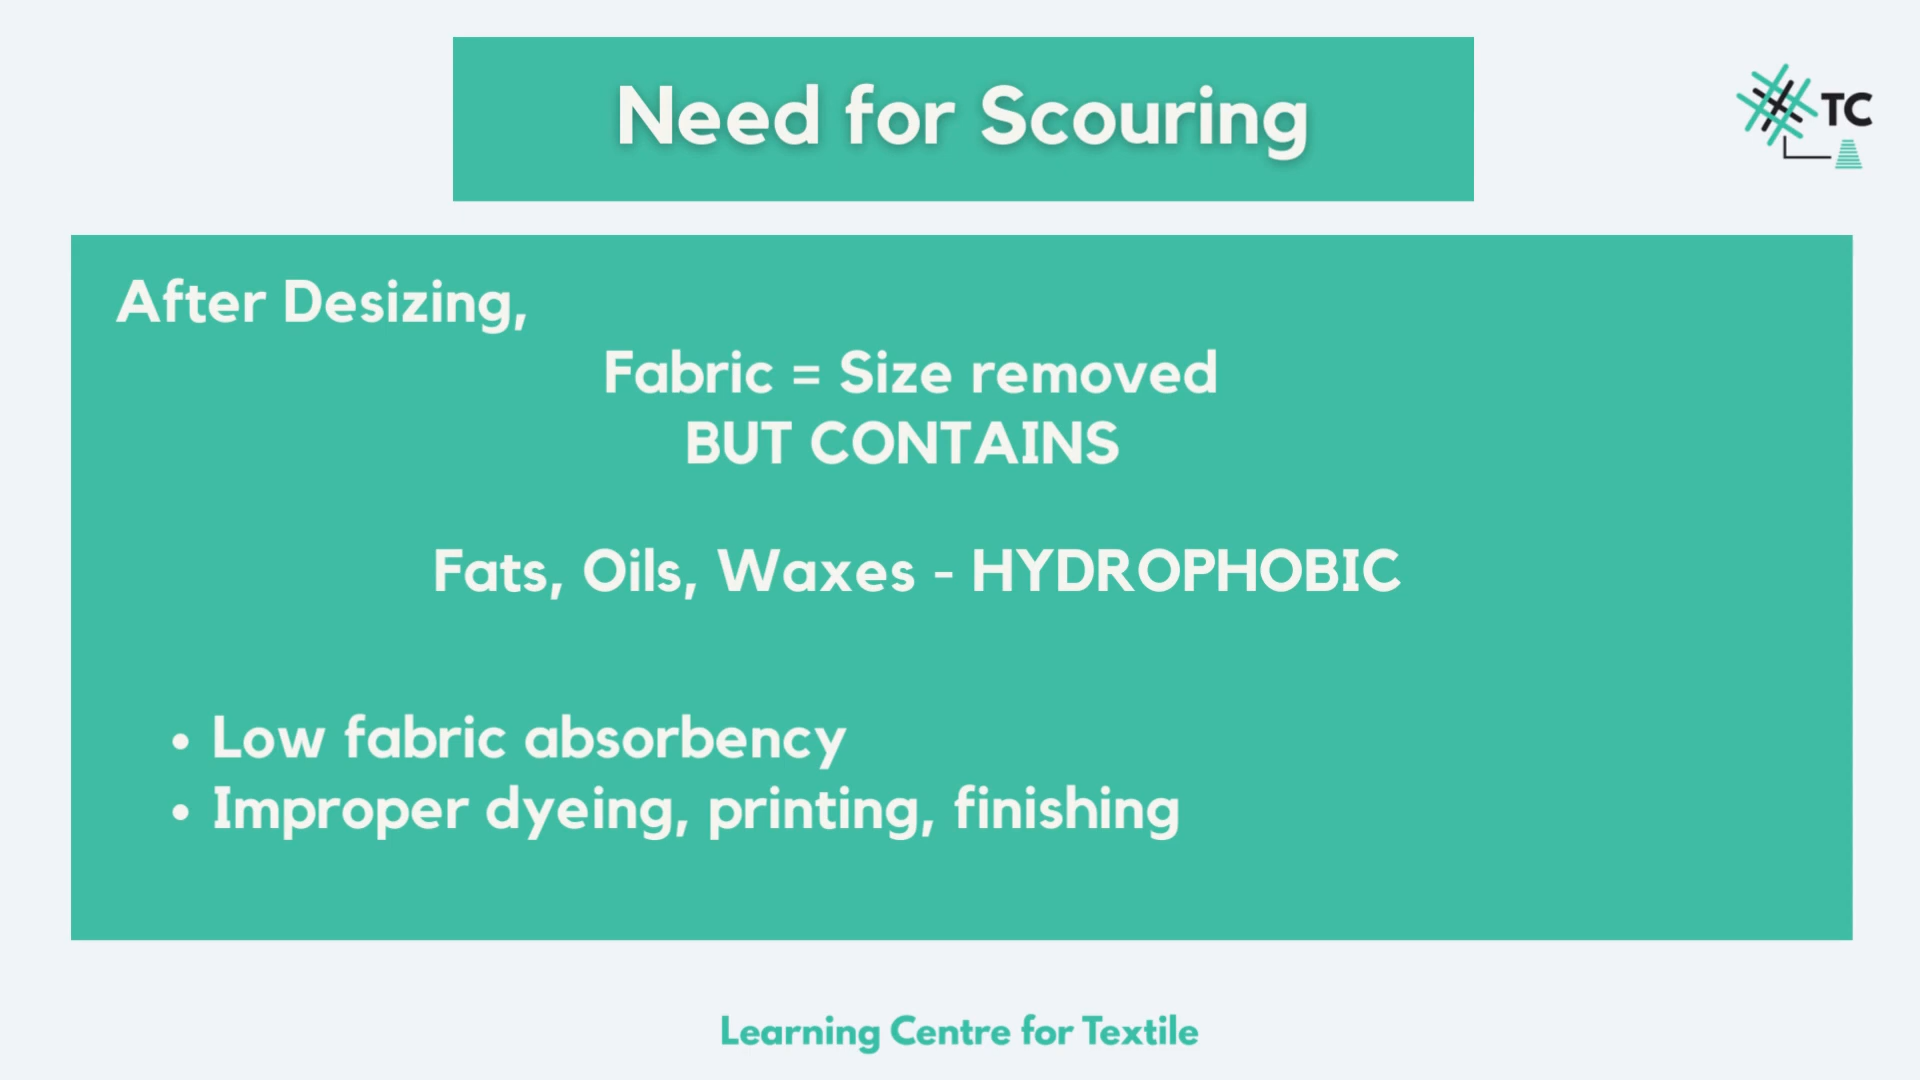 Need for Scouring
TC
After Desizing,
Fabric = Size removed
BUT CONTAINS
Fats, Oils, Waxes - HYDROPHOBIC
• Low fabric absorbency
• Improper dyeing, printing, finishing
Learning Centre for Textile